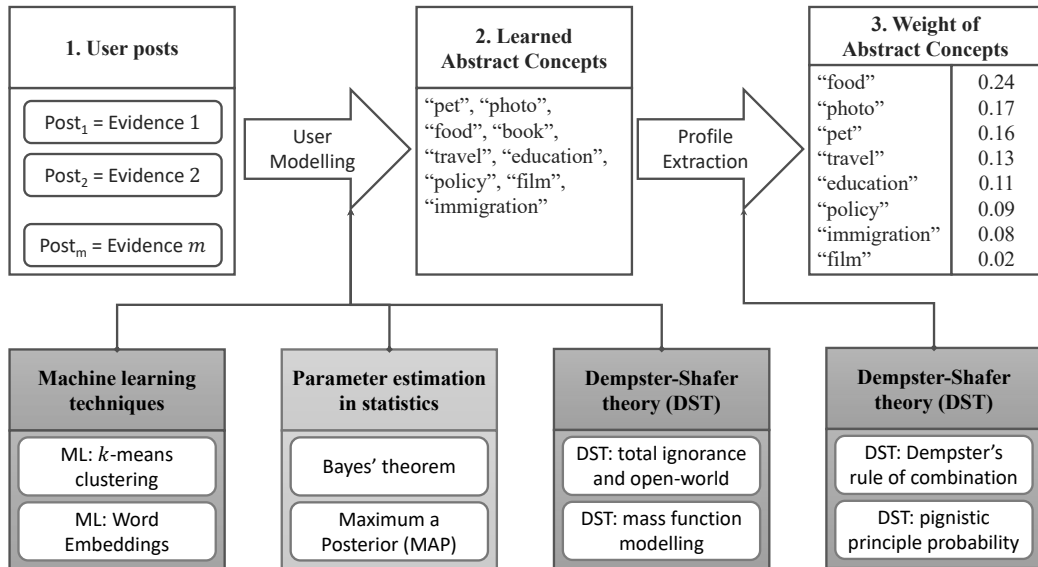 1. User posts
Post1 = Evidence 1
Post2 = Evidence 2
Postm = Evidence m
User
Modelling
2. Learned
Abstract Concepts
“pet”, “photo”,
“food”, “book”,
“travel”, “education”,
“policy”, “film”,
“immigration”
Profile
Extraction
3. Weight of
Abstract Concepts
“food” 0.24
“photo” 0.17
“pet” 0.16
“travel” 0.13
“education” 0.11
“policy” 0.09
“immigration” 0.08
“film” 0.02
Machine learning
techniques
ML: k-means
clustering
ML: Word
Embeddings
Parameter estimation
in statistics
Bayes’ theorem
Maximum a
Posterior (MAP)
Dempster-Shafer
theory (DST)
DST: total ignorance
and open-world
DST: mass function
modelling
Dempster-Shafer
theory (DST)
DST: Dempster’s
rule of combination
DST: pignistic
principle probability